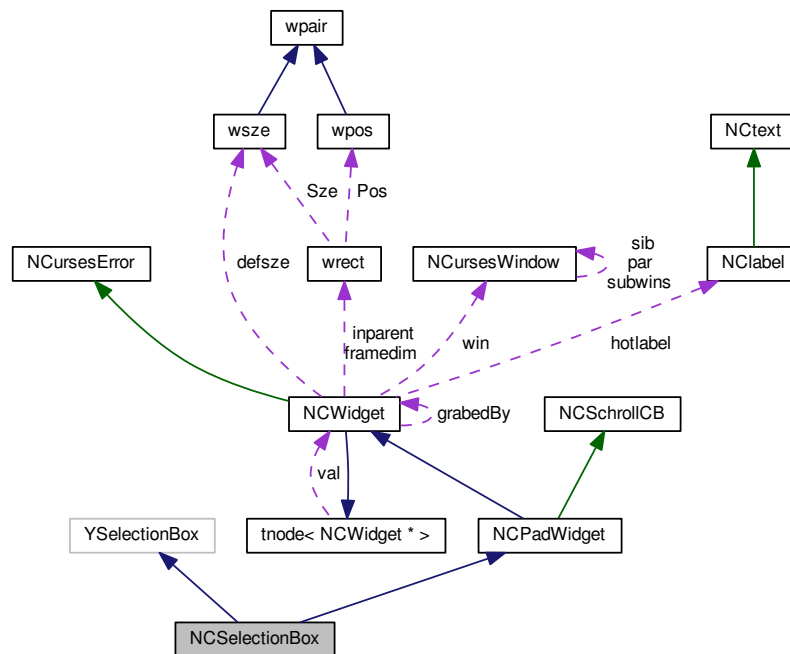 wpair
wsze
wpos
NCtext
Sze
Pos
NCursesError
defsze
wrect
NCursesWindow
sib
par
subwins
NClabel
inparent
framedim
win
hotlabel
NCWidget
grabedBy
NCSchrollCB
val
YSelectionBox
tnode< NCWidget * >
NCPadWidget
NCSelectionBox